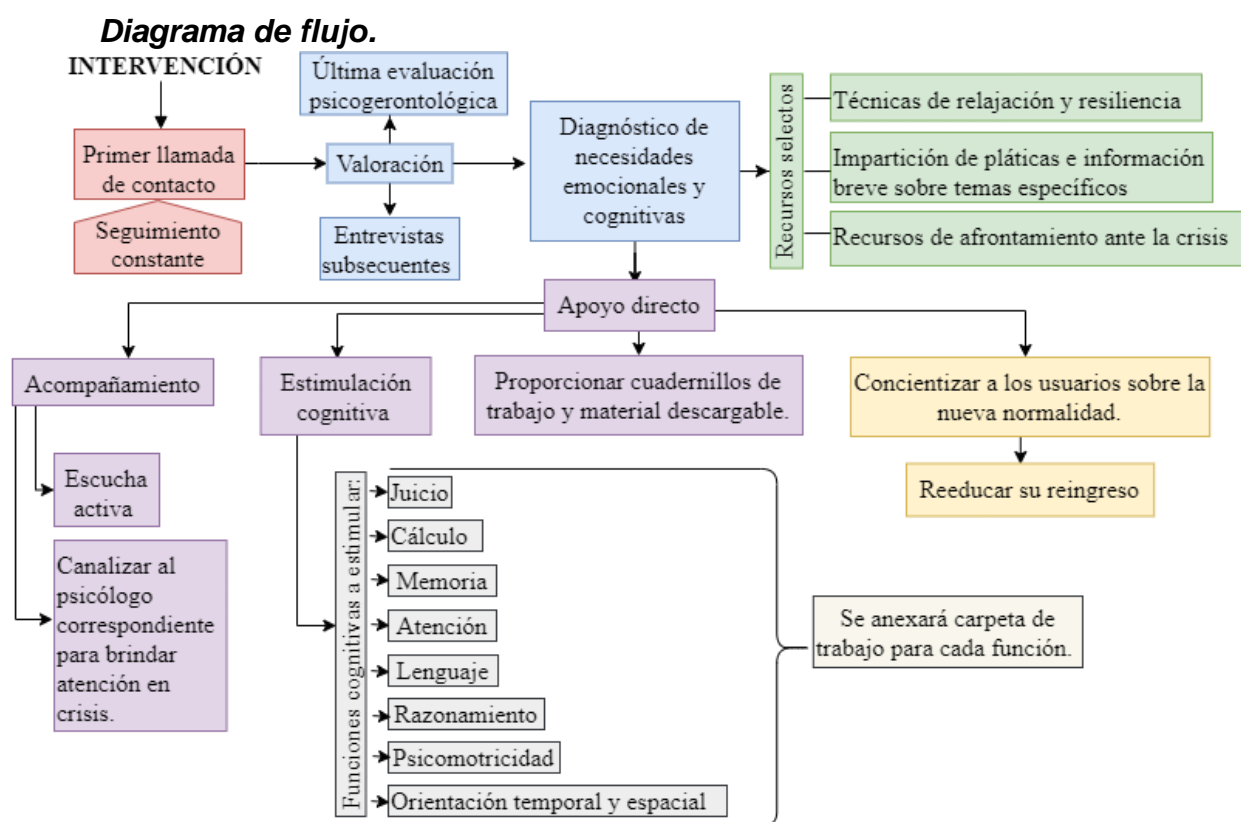 Diagrama de flujo.
INTERVENCIÓN
Primer llamada
de contacto
Seguimiento
constante
Última evaluación
psicogerontológica
Valoración
Entrevistas
subsecuentes
Diagnóstico de
necesidades
emocionales y
cognitivas
Recursos selectos
Técnicas de relajación y resiliencia
Impartición de pláticas e información
breve sobre temas específicos
Recursos de afrontamiento ante la crisis
Apoyo directo
Acompañamiento
Escucha
activa
Canalizar al
psicólogo
correspondiente
para brindar
atención en
crisis.
Estimulación
cognitiva
Funciones cognitivas a estimular:
Juicio
Cálculo
Memoria
Atención
Lenguaje
Razonamiento
Psicomotricidad
Orientación temporal y espacial
Se anexará carpeta de
trabajo para cada función.
Proporcionar cuadernillos de
trabajo y material descargable.
Concientizar a los usuarios sobre la
nueva normalidad.
Reeducar su reingreso